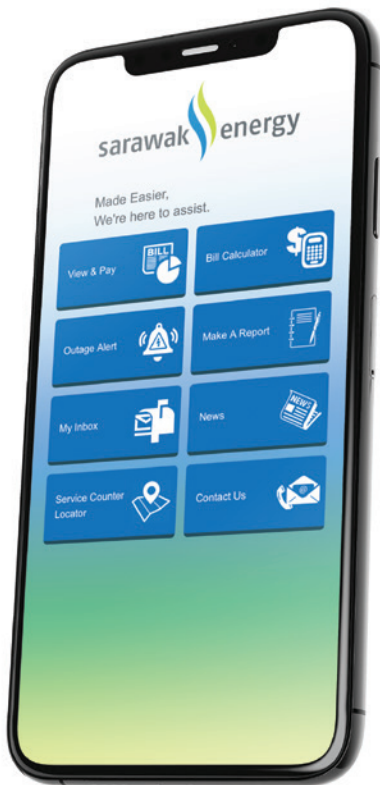 sarawak energy
Made Easier,
We're here to assist.
View & Pay
BILL
Bill Calculator
$
Outage Alert
Make A Report
My Inbox
News
NEWS
Service Counter
Locator
Contact Us
@